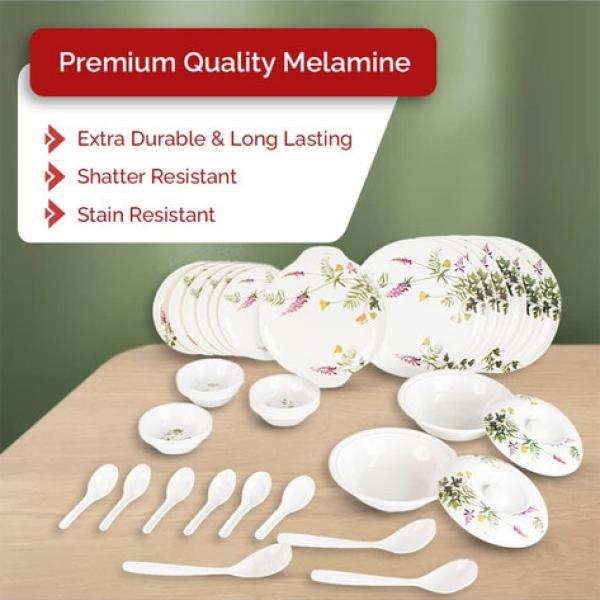 Premium Quality Melamine
Extra Durable & Long Lasting
Shatter Resistant
Stain Resistant